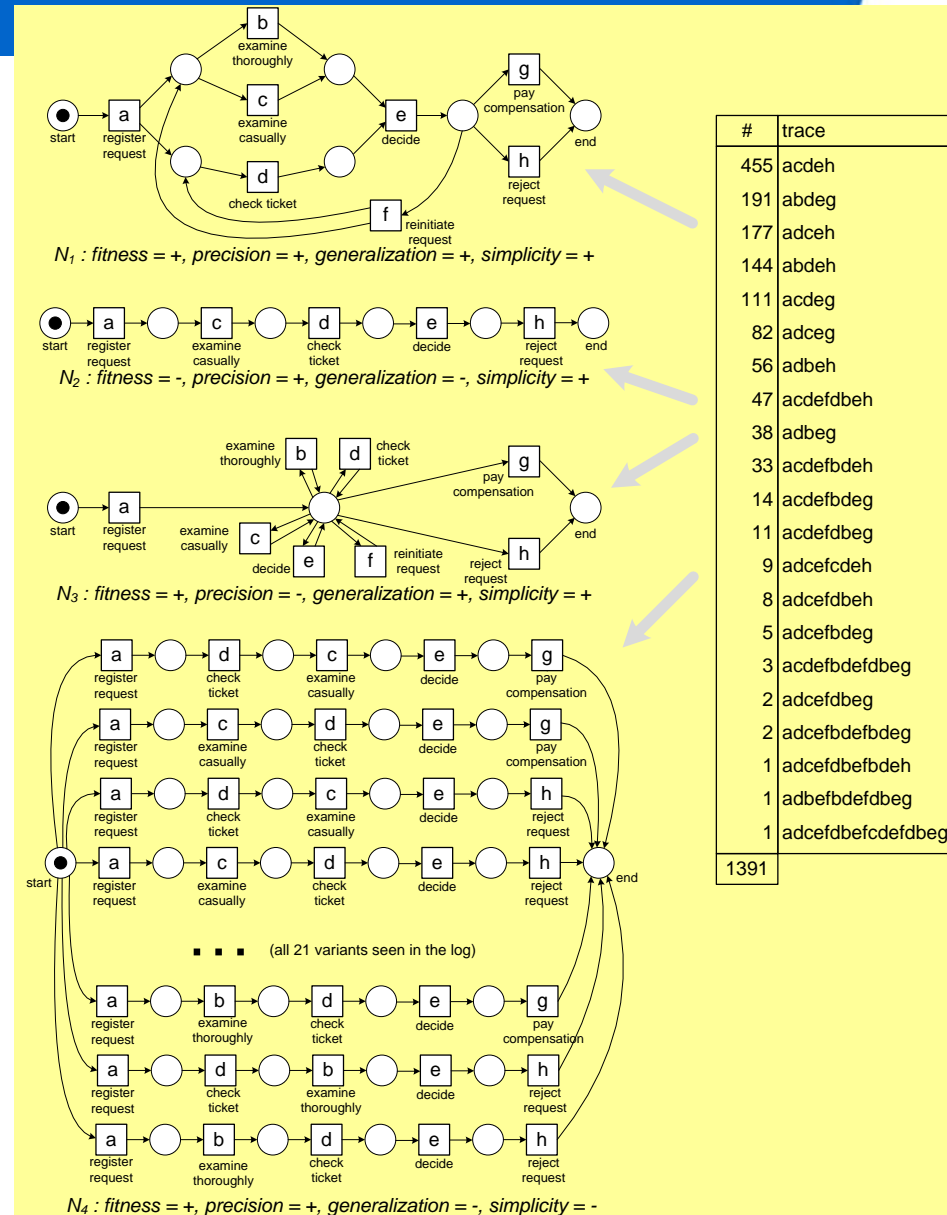 b
examine
thoroughly
g
pay
compensation
a
c
e
start
register
request
examine
casually
decide
end
d
h
check ticket
reject
request
f
reinitiate
request
N1 : fitness = +, precision = +, generalization = +, simplicity = +
a
c
d
e
h
start
register
request
examine
casually
check
ticket
decide
reject
request
end
N2 : fitness = -, precision = +, generalization = -, simplicity = +
examine
thoroughly
b
d
check
ticket
g
pay
compensation
a
start
register
request
examine
casually
c
e
decide
f
reinitiate
request
reject
request
h
end
N3 : fitness = +, precision = -, generalization = +, simplicity = +
a
d
c
e
g
register
request
check
ticket
examine
casually
decide
pay
compensation
a
c
d
e
g
register
request
examine
casually
check
ticket
decide
pay
compensation
a
d
c
e
h
register
request
check
ticket
examine
casually
decide
reject
request
a
c
d
e
h
start
register
request
examine
casually
check
ticket
decide
reject
request
end
. . . (all 21 variants seen in the log)
a
b
d
e
g
register
request
examine
thoroughly
check
ticket
decide
pay
compensation
a
d
b
e
h
register
request
check
ticket
examine
thoroughly
decide
reject
request
a
b
d
e
h
register
request
examine
thoroughly
check
ticket
decide
reject
request
N4 : fitness = +, precision = +, generalization = -, simplicity = -
# trace
455 acdeh
191 abdeg
177 adceh
144 abdeh
111 acdeg
82 adceg
56 adbeh
47 acdefdbeh
38 adbeg
33 acdefbdeh
14 acdefbdeg
11 acdefdbeg
9 adcefcdeh
8 adcefdbeh
5 adcefbdeg
3 acdefbdefdbeg
2 adcefdbeg
2 adcefbdefbdeg
1 adcefdbefbdeh
1 adbefbdefdbeg
1 adcefdbefcdefdbeg
1391